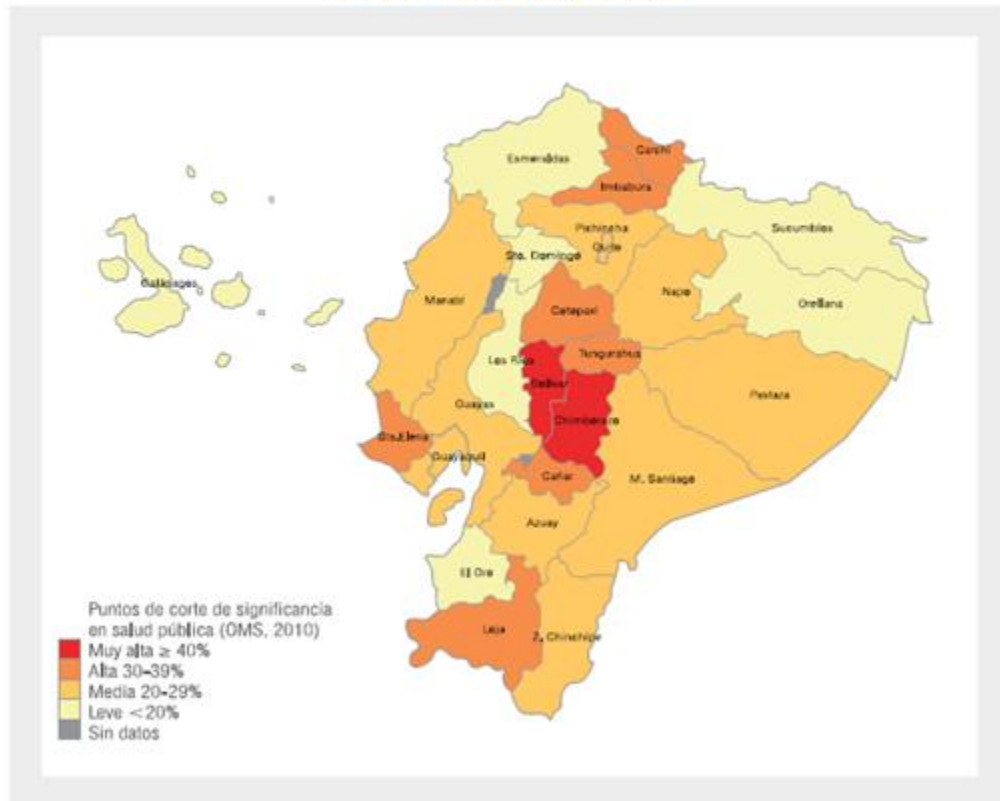 Esmeraldas
Carchi
Imbabura
Pichincha
Quito
Sucumbios
Sto. Domingo
Galápagos
Manabí
Napo
Orellana
Cotopaxi
Tungurahua
Los Ríos
Bolívar
Pastaza
Guayas
Chimborazo
Sta.Elena
Guayaquil
Cañar
M. Santiago
Azuay
El Oro
Loja
Z. Chinchipe
Puntos de corte de significancia
en salud pública (OMS, 2010)
Muy alta ≥ 40%
Alta 30–39%
Media 20–29%
Leve <20%
Sin datos